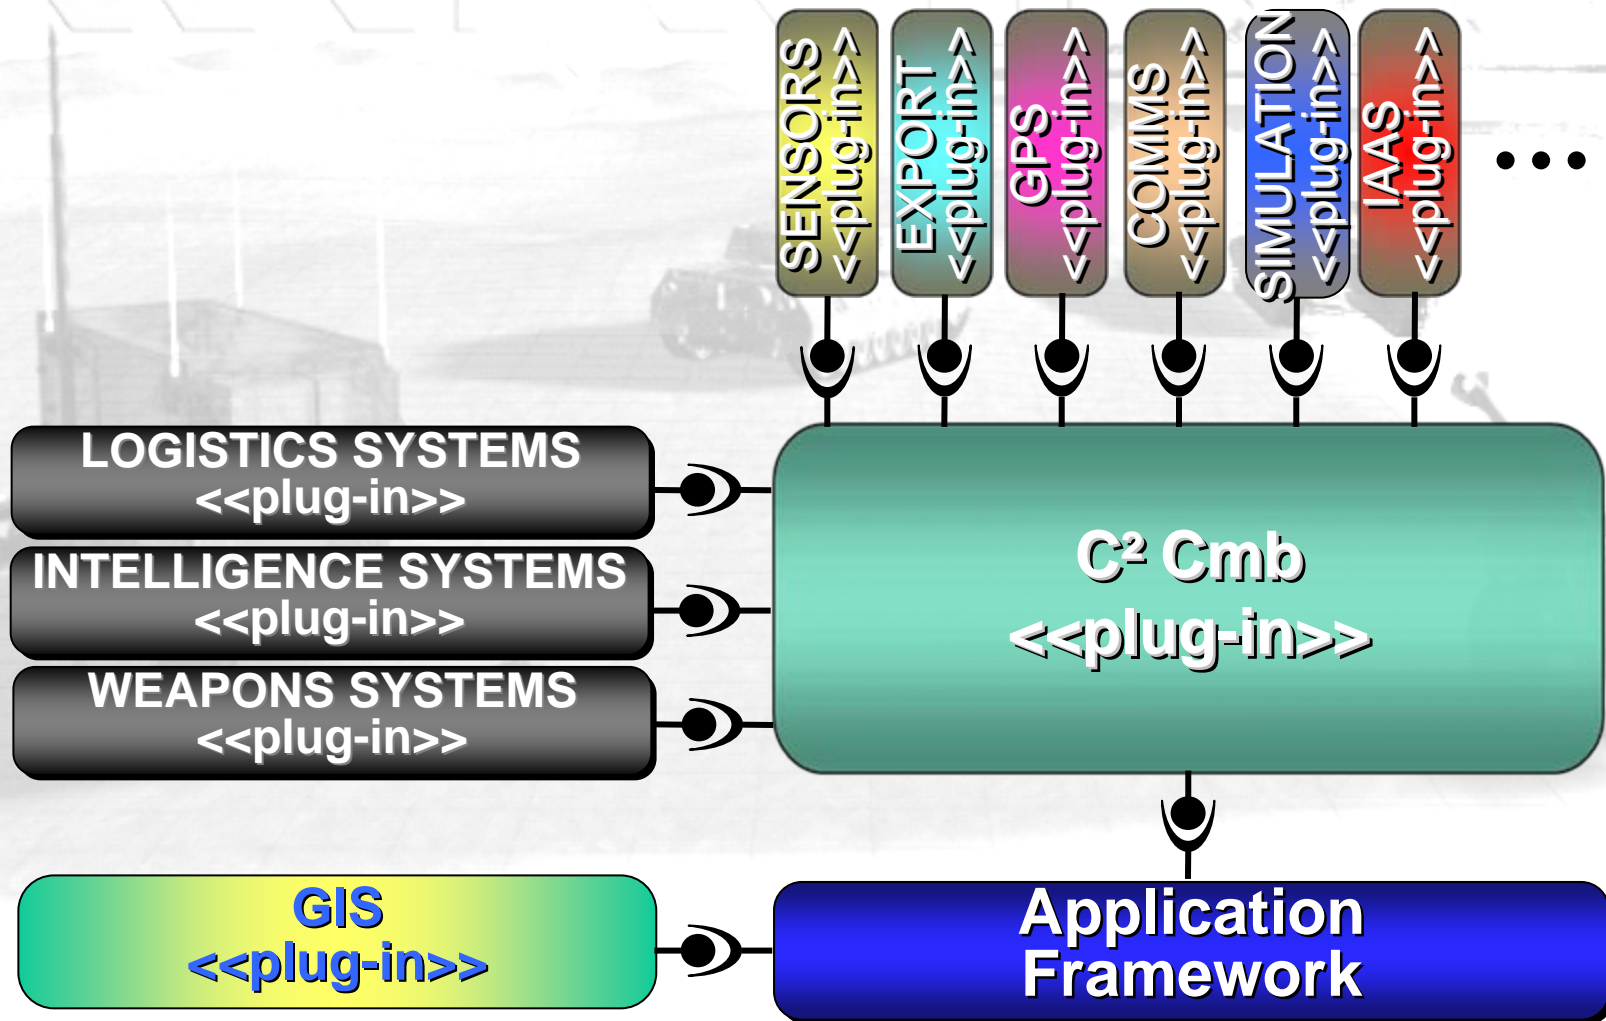 SENSORS
<<plug-in>>
EXPORT
<<plug-in>>
GPS
<<plug-in>>
COMMS
<<plug-in>>
SIMULATION
<<plug-in>>
IAAS
<<plug-in>>
...
LOGISTICS SYSTEMS
<<plug-in>>
INTELLIGENCE SYSTEMS
<<plug-in>>
WEAPONS SYSTEMS
<<plug-in>>
C² Cmb
<<plug-in>>
GIS
<<plug-in>>
Application
Framework